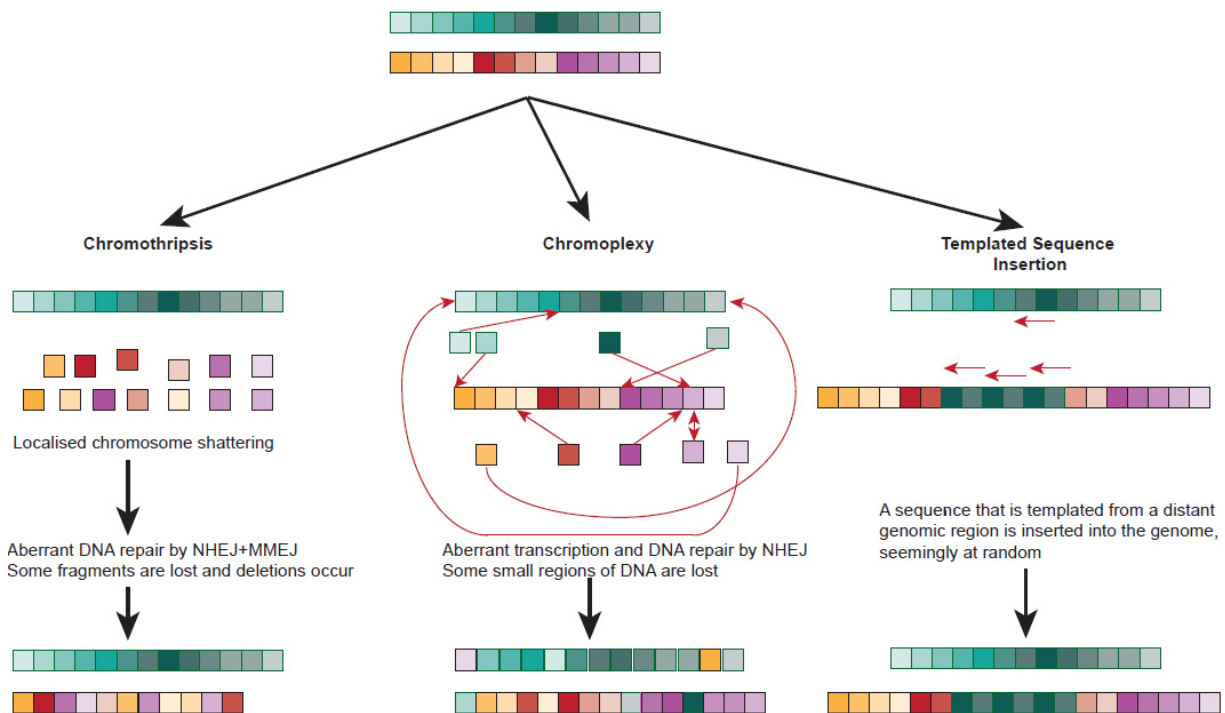 Chromothripsis
Chromoplexy
Templated Sequence
Insertion
Localised chromosome shattering
Aberrant DNA repair by NHEJ+MMEJ
Some fragments are lost and deletions occur
Aberrant transcription and DNA repair by NHEJ
Some small regions of DNA are lost
A sequence that is templated from a distant
genomic region is inserted into the genome,
seemingly at random